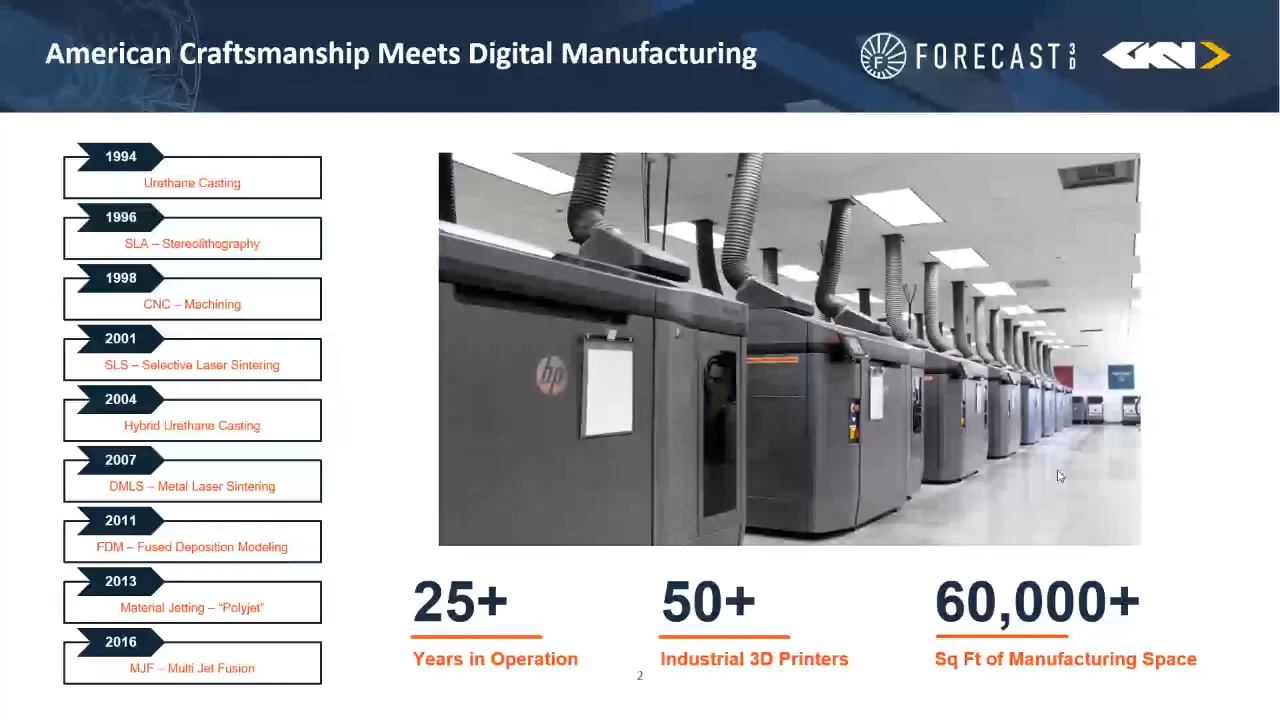 American Craftsmanship Meets Digital Manufacturing
FORECAST 3D
GKN
1994
Urethane Casting
1996
SLA – Stereolithography
1998
CNC – Machining
2001
SLS – Selective Laser Sintering
2004
Hybrid Urethane Casting
2007
DMLS – Metal Laser Sintering
2011
FDM – Fused Deposition Modeling
2013
Material Jetting – “Polyjet”
2016
MJF – Multi Jet Fusion
hp
25+
Years in Operation
50+
Industrial 3D Printers
60,000+
Sq Ft of Manufacturing Space
2